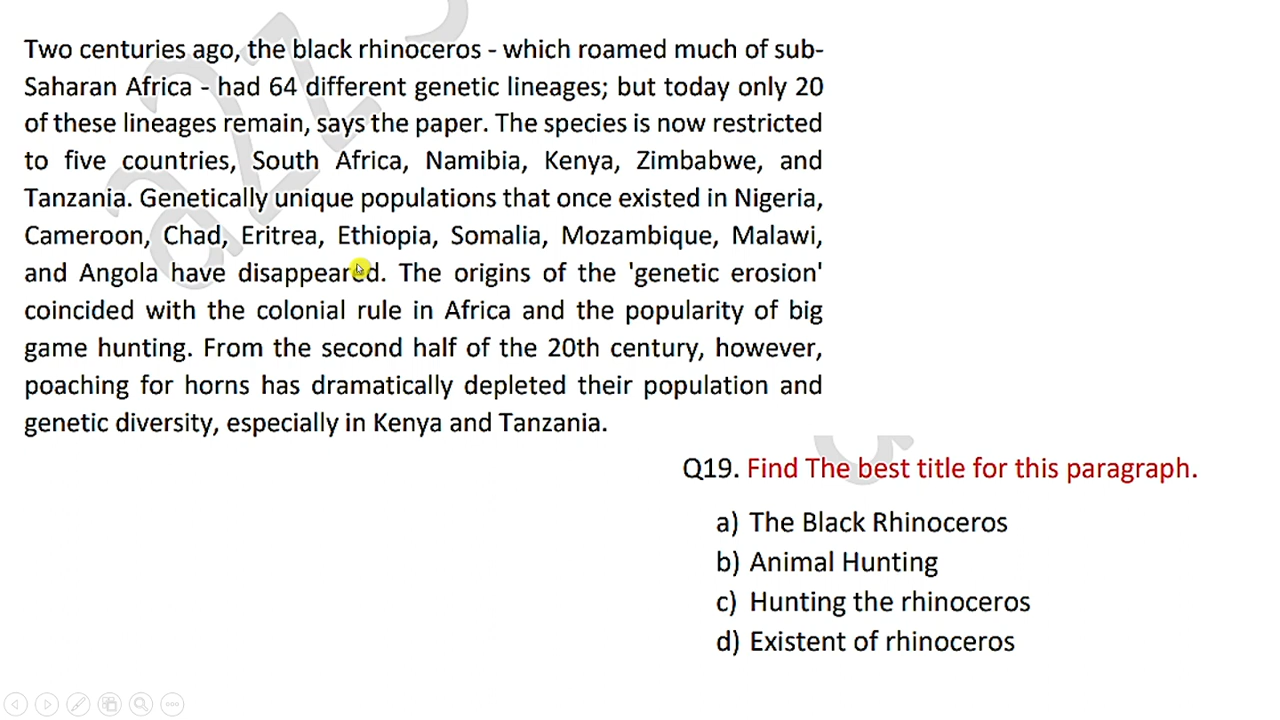 Two centuries ago, the black rhinoceros - which roamed much of sub-
Saharan Africa - had 64 different genetic lineages; but today only 20
of these lineages remain, says the paper. The species is now restricted
to five countries, South Africa, Namibia, Kenya, Zimbabwe, and
Tanzania. Genetically unique populations that once existed in Nigeria,
Cameroon, Chad, Eritrea, Ethiopia, Somalia, Mozambique, Malawi,
and Angola have disappeared. The origins of the 'genetic erosion'
coincided with the colonial rule in Africa and the popularity of big
game hunting. From the second half of the 20th century, however,
poaching for horns has dramatically depleted their population and
genetic diversity, especially in Kenya and Tanzania.
Q19. Find The best title for this paragraph.
a) The Black Rhinoceros
b) Animal Hunting
c) Hunting the rhinoceros
d) Existent of rhinoceros